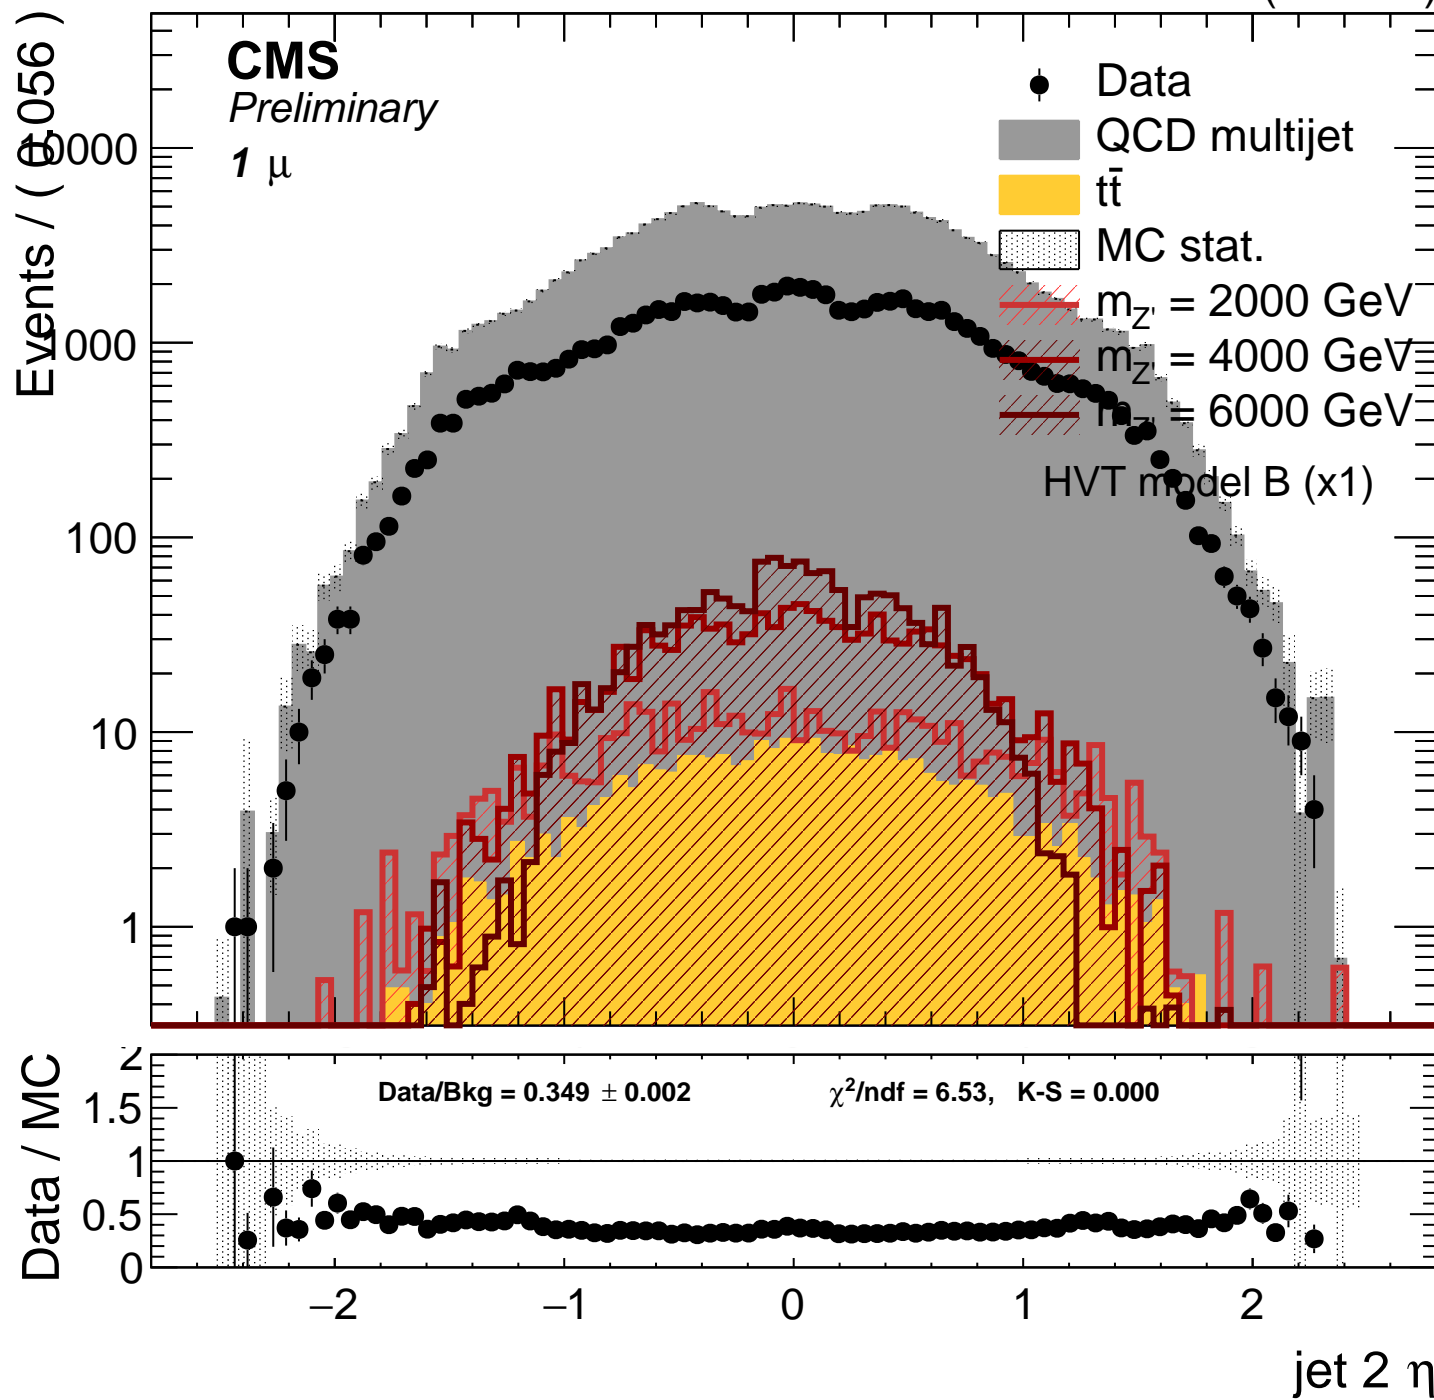 CMS
Preliminary
1 μ
Events / ( 0.056 )
10000
1000
100
10
1
Data
QCD multijet
tt̄
MC stat.
m_Z' = 2000 GeV
m_Z' = 4000 GeV
m_Z' = 6000 GeV
HVT model B (x1)
Data / MC
2
1.5
1
0.5
0
Data/Bkg = 0.349 ± 0.002
χ²/ndf = 6.53, K-S = 0.000
−2
−1
0
1
2
jet 2 η